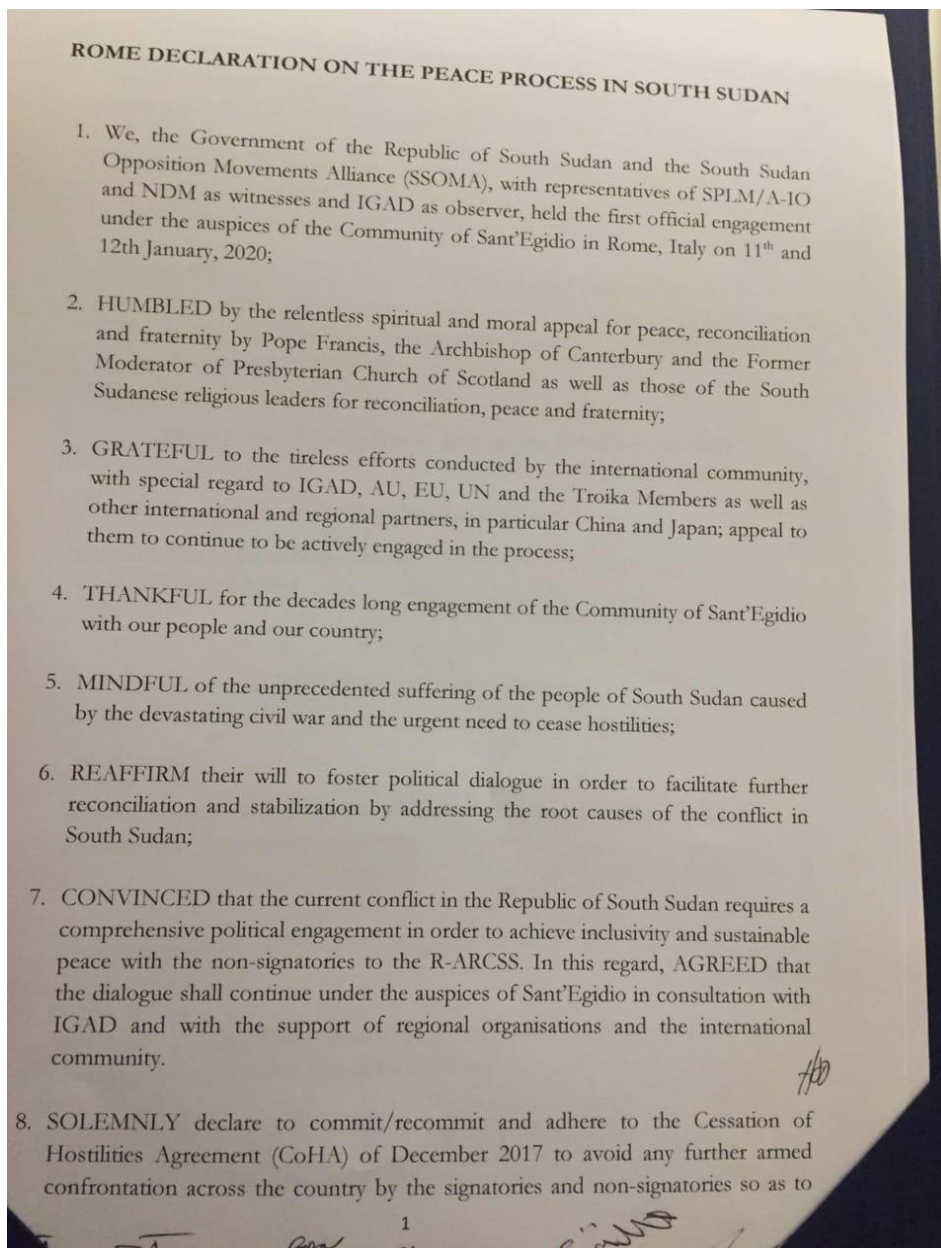 ROME DECLARATION ON THE PEACE PROCESS IN SOUTH SUDAN
1. We, the Government of the Republic of South Sudan and the South Sudan
Opposition Movements Alliance (SSOMA), with representatives of SPLM/A-IO
and NDM as witnesses and IGAD as observer, held the first official engagement
under the auspices of the Community of Sant'Egidio in Rome, Italy on 11th and
12th January, 2020;
2. HUMBLED by the relentless spiritual and moral appeal for peace, reconciliation
and fraternity by Pope Francis, the Archbishop of Canterbury and the Former
Moderator of Presbyterian Church of Scotland as well as those of the South
Sudanese religious leaders for reconciliation, peace and fraternity;
3. GRATEFUL to the tireless efforts conducted by the international community,
with special regard to IGAD, AU, EU, UN and the Troika Members as well as
other international and regional partners, in particular China and Japan; appeal to
them to continue to be actively engaged in the process;
4. THANKFUL for the decades long engagement of the Community of Sant'Egidio
with our people and our country;
5. MINDFUL of the unprecedented suffering of the people of South Sudan caused
by the devastating civil war and the urgent need to cease hostilities;
6. REAFFIRM their will to foster political dialogue in order to facilitate further
reconciliation and stabilization by addressing the root causes of the conflict in
South Sudan;
7. CONVINCED that the current conflict in the Republic of South Sudan requires a
comprehensive political engagement in order to achieve inclusivity and sustainable
peace with the non-signatories to the R-ARCSS. In this regard, AGREED that
the dialogue shall continue under the auspices of Sant'Egidio in consultation with
IGAD and with the support of regional organisations and the international
community.
8. SOLEMNLY declare to commit/recommit and adhere to the Cessation of
Hostilities Agreement (CoHA) of December 2017 to avoid any further armed
confrontation across the country by the signatories and non-signatories so as to
1